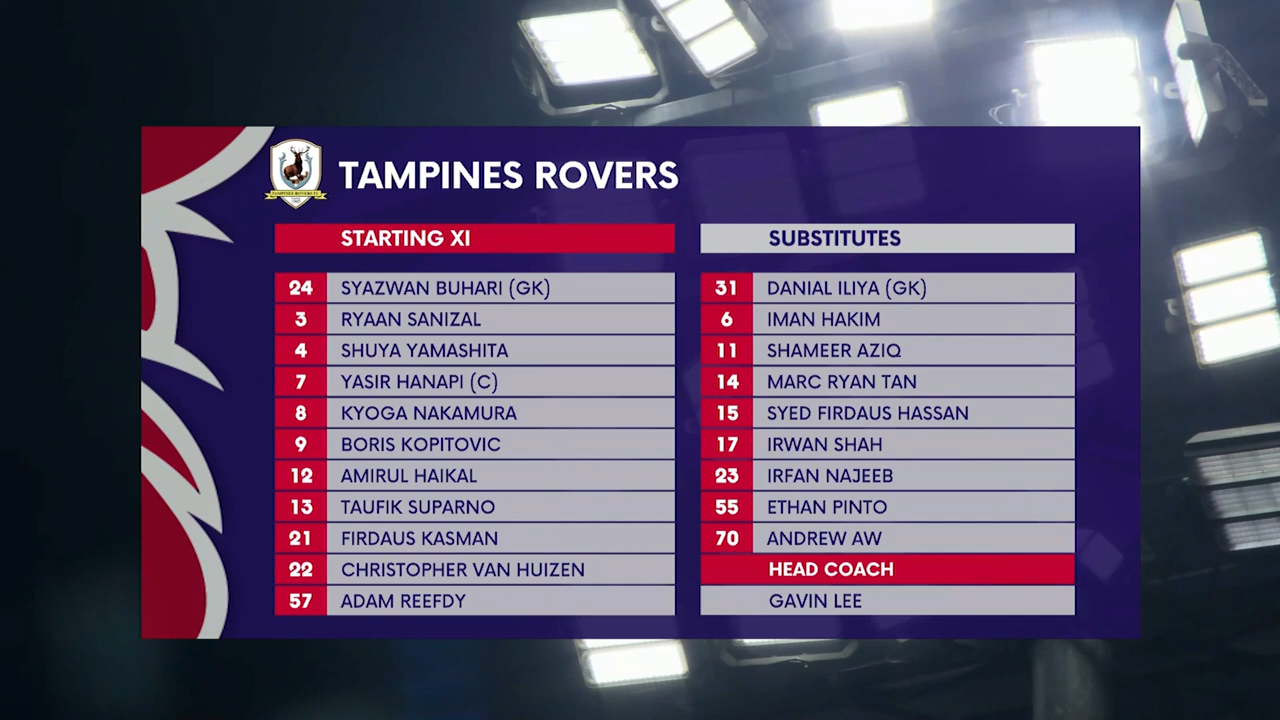 TAMPINES ROVERS
TAMPINES ROVERS FC
STARTING XI
24 SYAZWAN BUHARI (GK)
3 RYAAN SANIZAL
4 SHUYA YAMASHITA
7 YASIR HANAPI (C)
8 KYOGA NAKAMURA
9 BORIS KOPITOVIC
12 AMIRUL HAIKAL
13 TAUFIK SUPARNO
21 FIRDAUS KASMAN
22 CHRISTOPHER VAN HUIZEN
57 ADAM REEFDY
SUBSTITUTES
31 DANIAL ILIYA (GK)
6 IMAN HAKIM
11 SHAMEER AZIQ
14 MARC RYAN TAN
15 SYED FIRDAUS HASSAN
17 IRWAN SHAH
23 IRFAN NAJEEB
55 ETHAN PINTO
70 ANDREW AW
HEAD COACH
GAVIN LEE